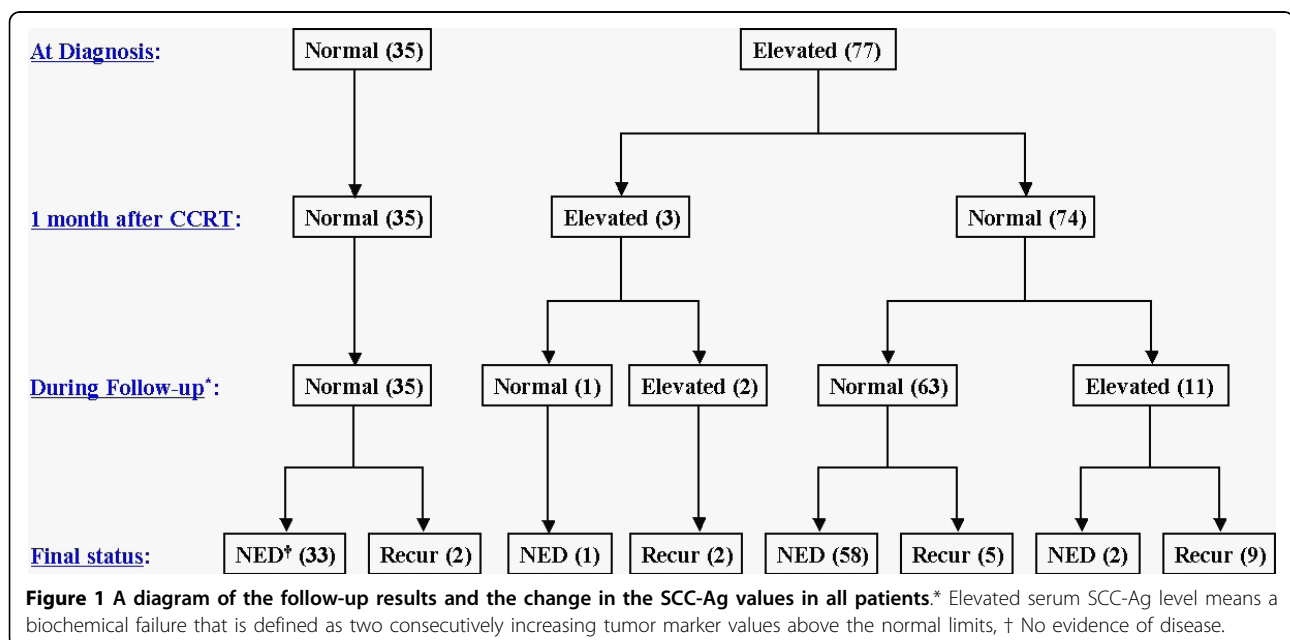 At Diagnosis: Normal (35) Elevated (77)
1 month after CCRT: Normal (35) Elevated (3) Normal (74)
During Follow-up*: Normal (35) Normal (1) Elevated (2) Normal (63) Elevated (11)
Final status: NED† (33) Recur (2) NED (1) Recur (2) NED (58) Recur (5) NED (2) Recur (9)
Figure 1 A diagram of the follow-up results and the change in the SCC-Ag values in all patients.* Elevated serum SCC-Ag level means a
biochemical failure that is defined as two consecutively increasing tumor marker values above the normal limits, † No evidence of disease.